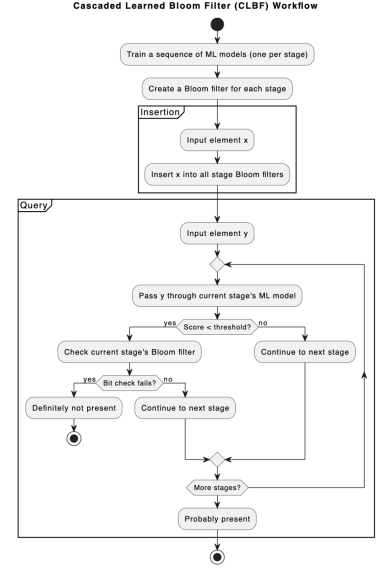 Cascaded Learned Bloom Filter (CLBF) Workflow
Train a sequence of ML models (one per stage)
Create a Bloom filter for each stage
Insertion
Input element x
Insert x into all stage Bloom filters
Query
Input element y
Pass y through current stage's ML model
yes
Score < threshold?
no
Check current stage's Bloom filter
Continue to next stage
yes
Bit check fails?
no
Definitely not present
Continue to next stage
More stages?
Probably present